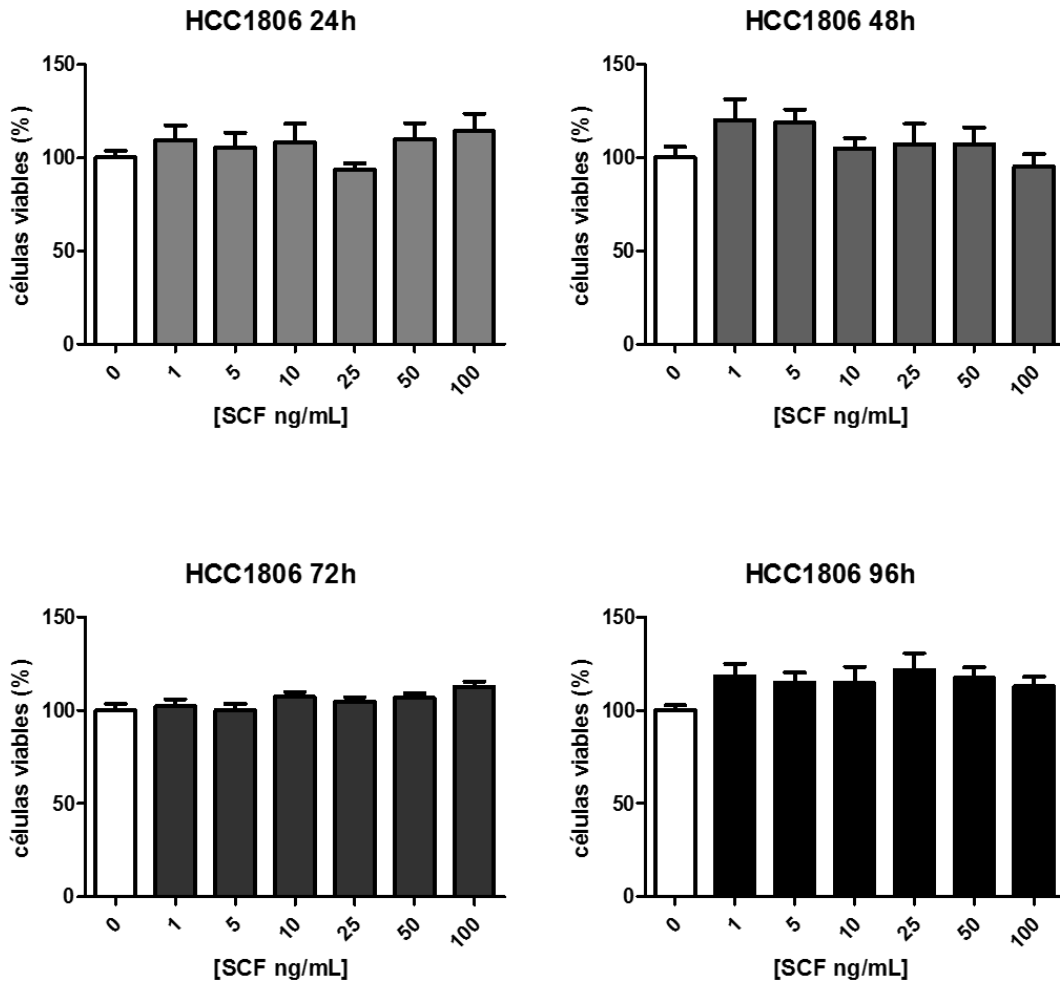 HCC1806 24h
células viables (%)
150
100
50
0
0 1 5 10 25 50 100
[SCF ng/mL]
HCC1806 48h
células viables (%)
150
100
50
0
0 1 5 10 25 50 100
[SCF ng/mL]
HCC1806 72h
células viables (%)
150
100
50
0
0 1 5 10 25 50 100
[SCF ng/mL]
HCC1806 96h
células viables (%)
150
100
50
0
0 1 5 10 25 50 100
[SCF ng/mL]